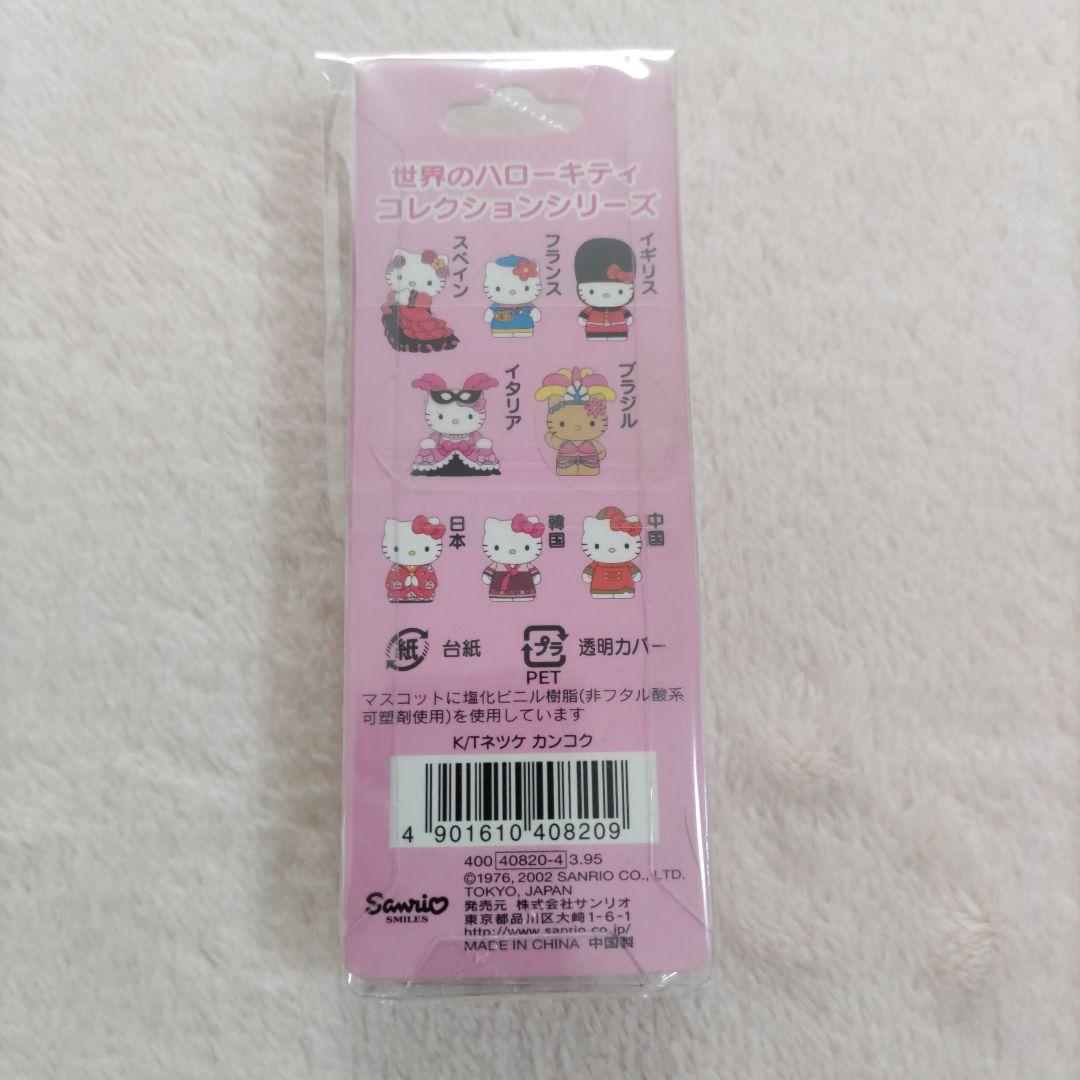 世界のハローキティ
コレクションシリーズ
イギリス
フランス
スペイン
ブラジル
イタリア
中国
韓国
日本
紙 台紙
プラ 透明カバー
PET
マスコットに塩化ビニル樹脂(非フタル酸系
可塑剤使用)を使用しています
K/Tネツケ カンコク
4 901610 408209
400 40820-4 3.95
©1976, 2002 SANRIO CO., LTD.
TOKYO, JAPAN
Sanrio
SMILES
発売元 株式会社サンリオ
東京都品川区大崎1-6-1
http://www.sanrio.co.jp/
MADE IN CHINA 中国製